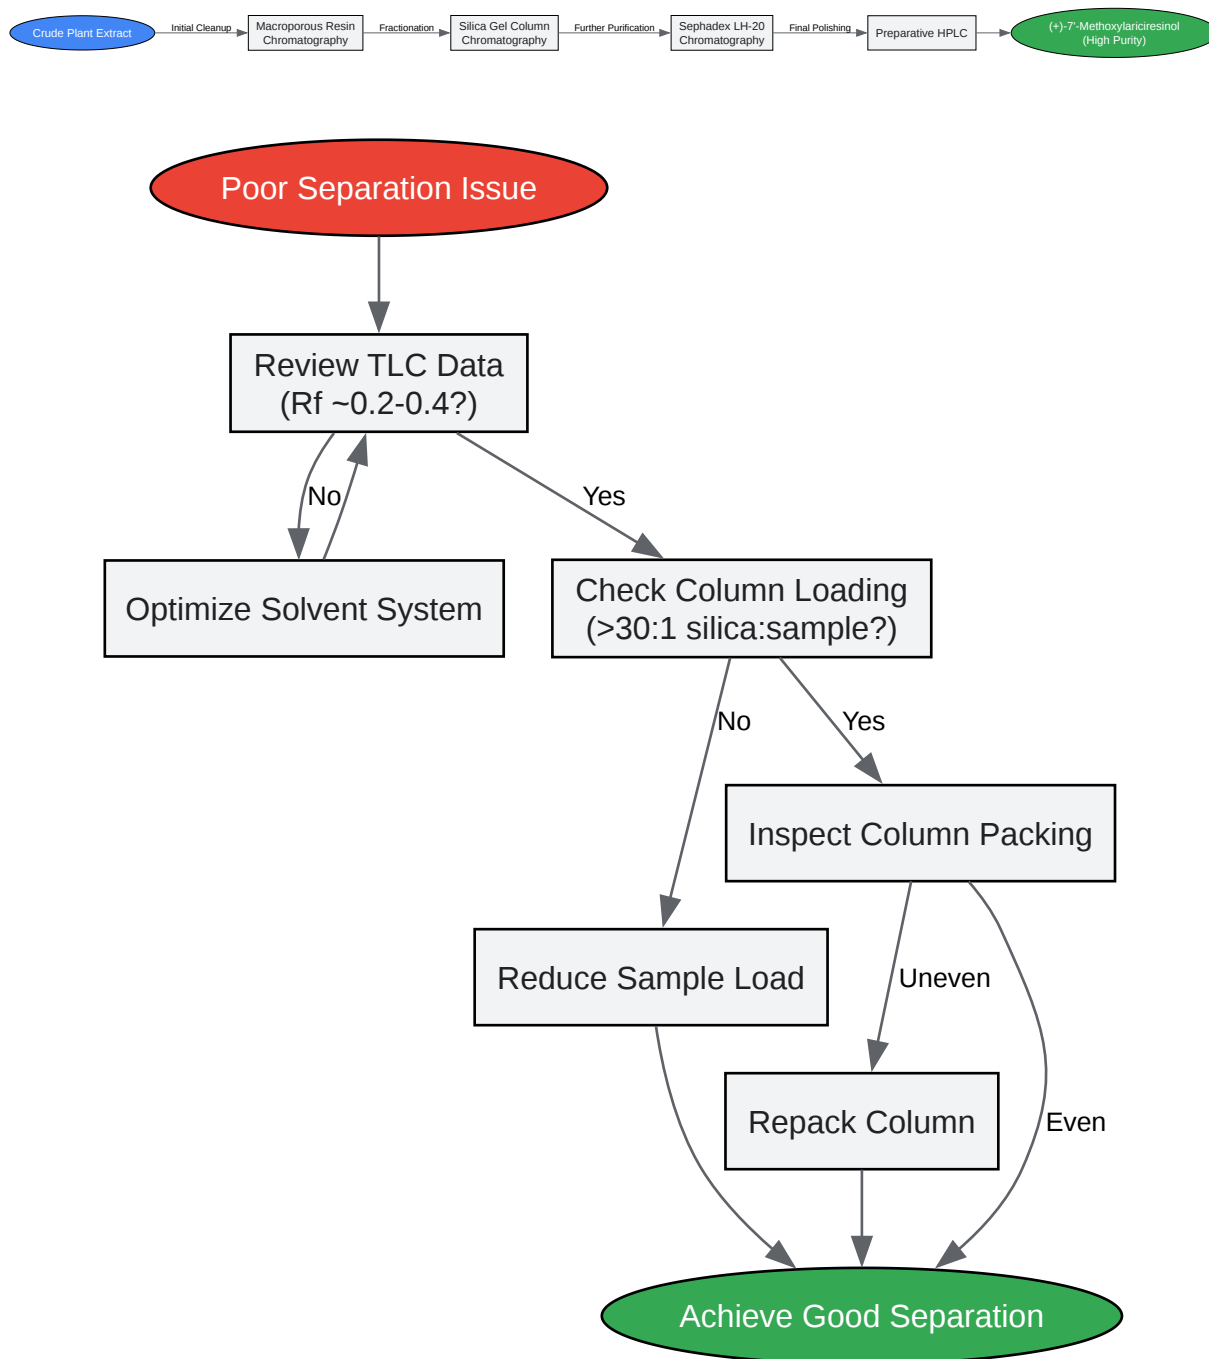 Crude Plant Extract
Initial Cleanup
Macroporous Resin
Chromatography
Fractionation
Silica Gel Column
Chromatography
Further Purification
Sephadex LH-20
Chromatography
Final Polishing
Preparative HPLC
(+)-7'-Methoxylariciresinol
(High Purity)
Poor Separation Issue
Review TLC Data
(Rf ~0.2-0.4?)
No
Yes
Optimize Solvent System
Check Column Loading
(>30:1 silica:sample?)
No
Yes
Inspect Column Packing
Reduce Sample Load
Uneven
Repack Column
Even
Achieve Good Separation